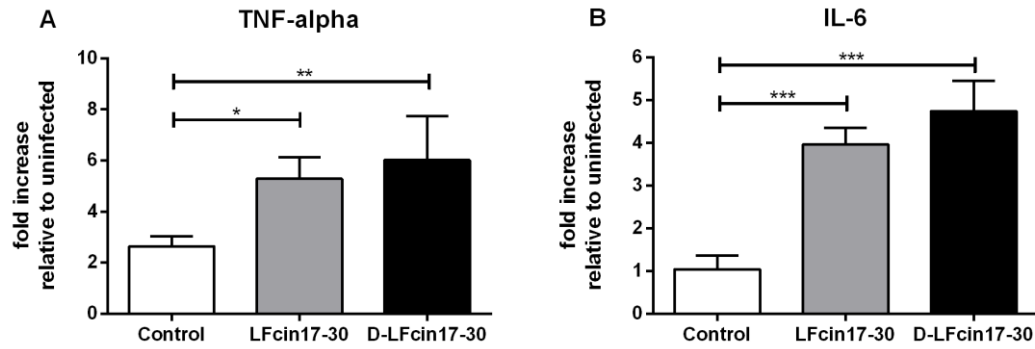 A
TNF-alpha
fold increase
relative to uninfected
10
8
6
4
2
0
**
*
Control
LFcin17-30
D-LFcin17-30
B
IL-6
fold increase
relative to uninfected
6
5
4
3
2
1
0
***
***
Control
LFcin17-30
D-LFcin17-30